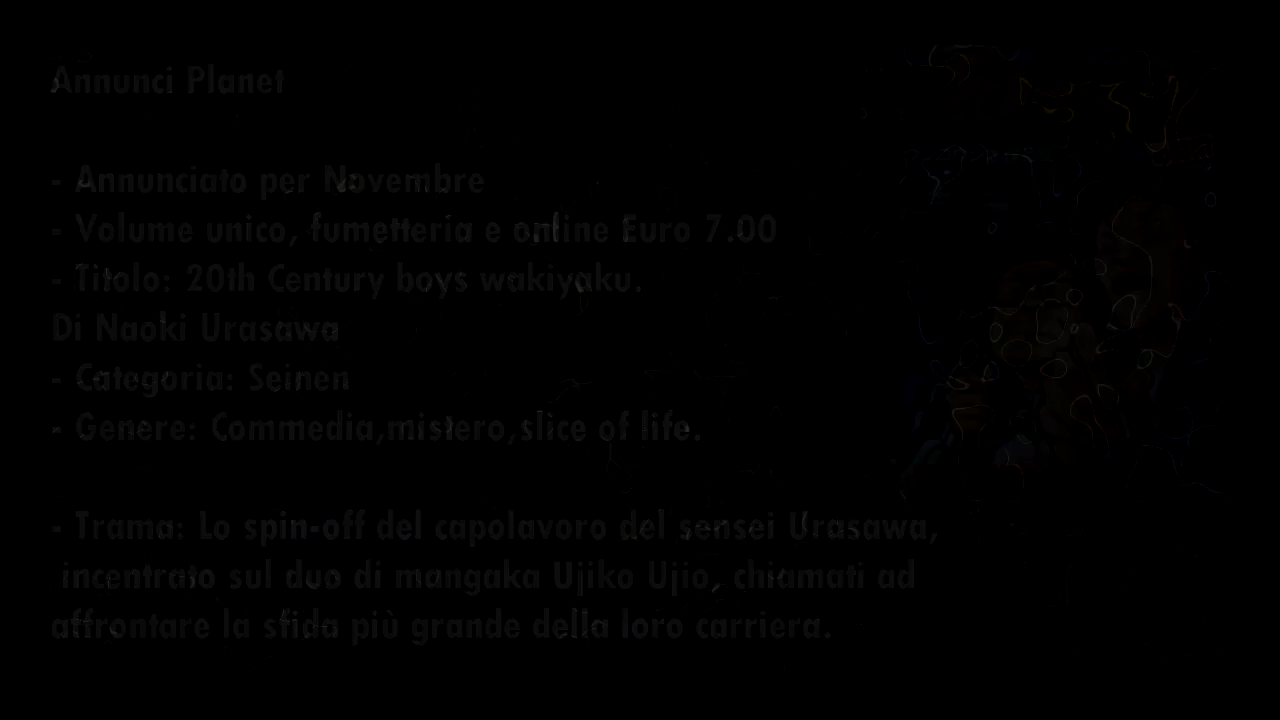 Annunci Planet
- Annunciato per Novembre
- Volume unico, fumetteria e online Euro 7.00
- Titolo: 20th Century boys wakiyaku.
Di Naoki Urasawa
- Categoria: Seinen
- Genere: Commedia,mistero,slice of life.
- Trama: Lo spin-off del capolavoro del sensei Urasawa,
incentrato sul duo di mangaka Ujiko Ujio, chiamati ad
affrontare la sfida più grande della loro carriera.